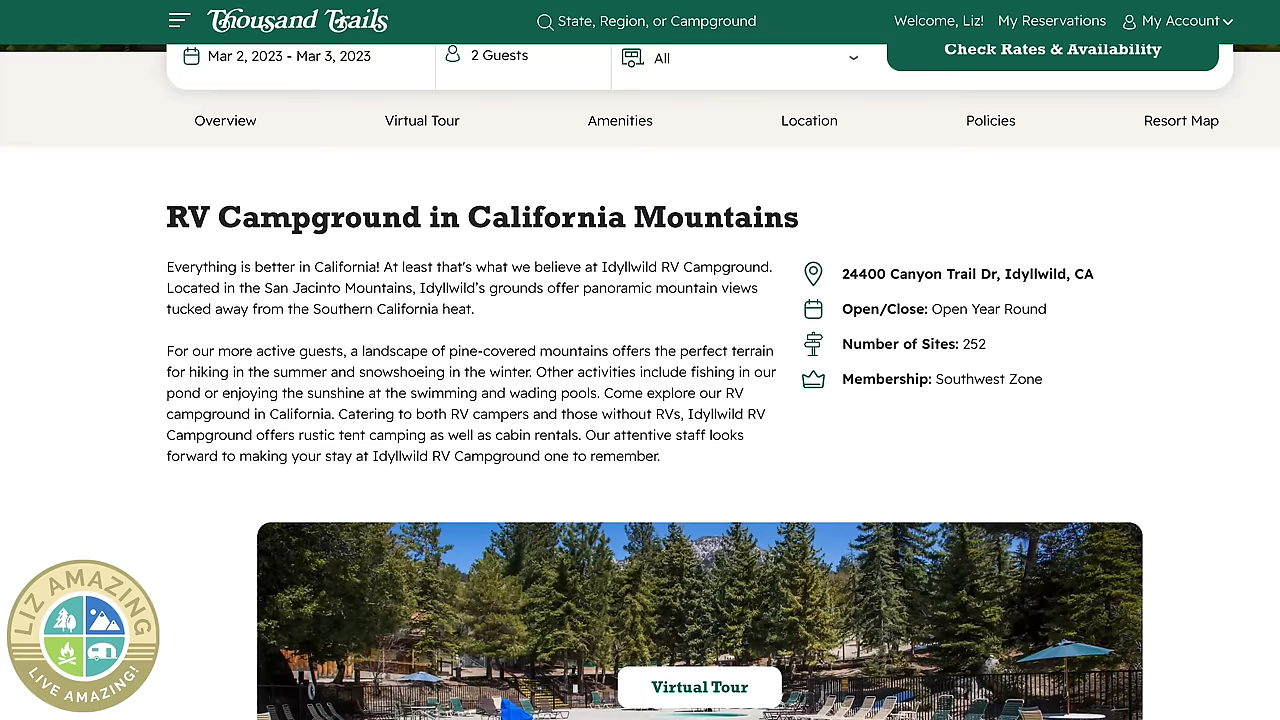 Thousand Trails
State, Region, or Campground
Welcome, Liz!
My Reservations
My Account
Mar 2, 2023 - Mar 3, 2023
2 Guests
All
Check Rates & Availability
Overview
Virtual Tour
Amenities
Location
Policies
Resort Map
RV Campground in California Mountains
Everything is better in California! At least that's what we believe at Idyllwild RV Campground.
Located in the San Jacinto Mountains, Idyllwild’s grounds offer panoramic mountain views
tucked away from the Southern California heat.
For our more active guests, a landscape of pine-covered mountains offers the perfect terrain
for hiking in the summer and snowshoeing in the winter. Other activities include fishing in our
pond or enjoying the sunshine at the swimming and wading pools. Come explore our RV
campground in California. Catering to both RV campers and those without RVs, Idyllwild RV
Campground offers rustic tent camping as well as cabin rentals. Our attentive staff looks
forward to making your stay at Idyllwild RV Campground one to remember.
24400 Canyon Trail Dr, Idyllwild, CA
Open/Close: Open Year Round
Number of Sites: 252
Membership: Southwest Zone
Virtual Tour
LIZ AMAZING
LIVE AMAZING!